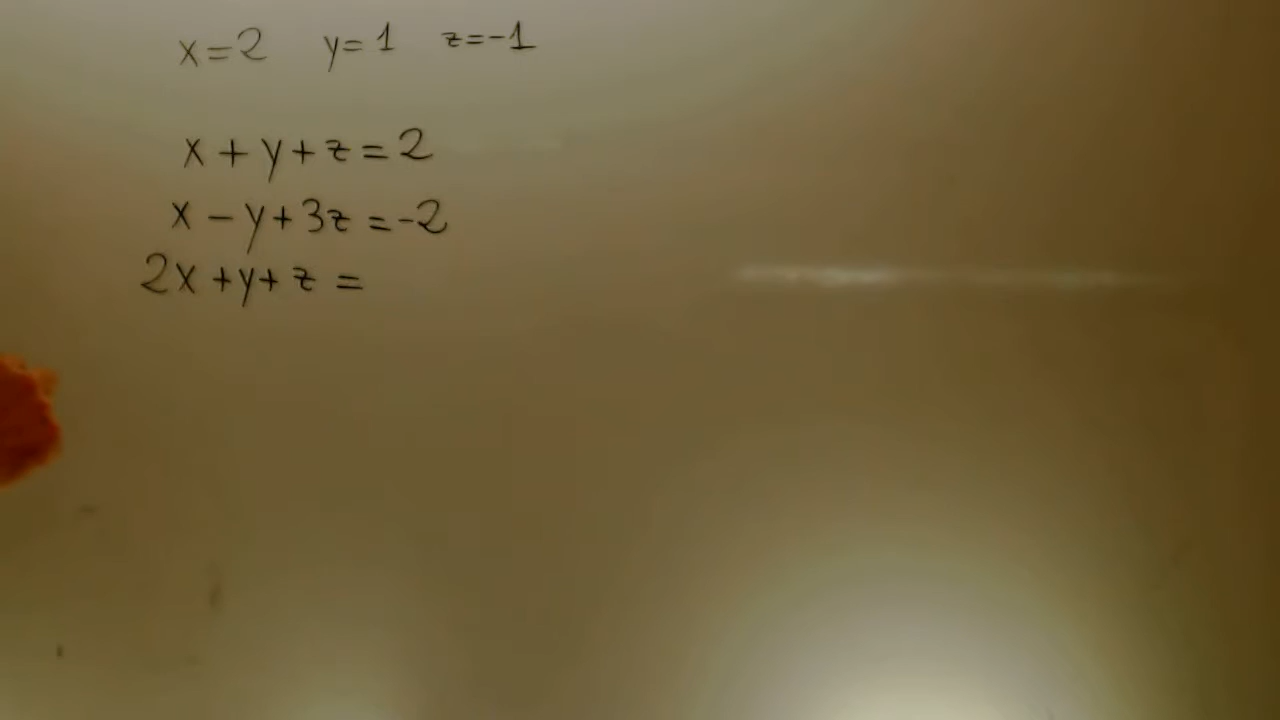 x=2 y=1 z=-1
x+y+z=2
x-y+3z=-2
2x+y+z=